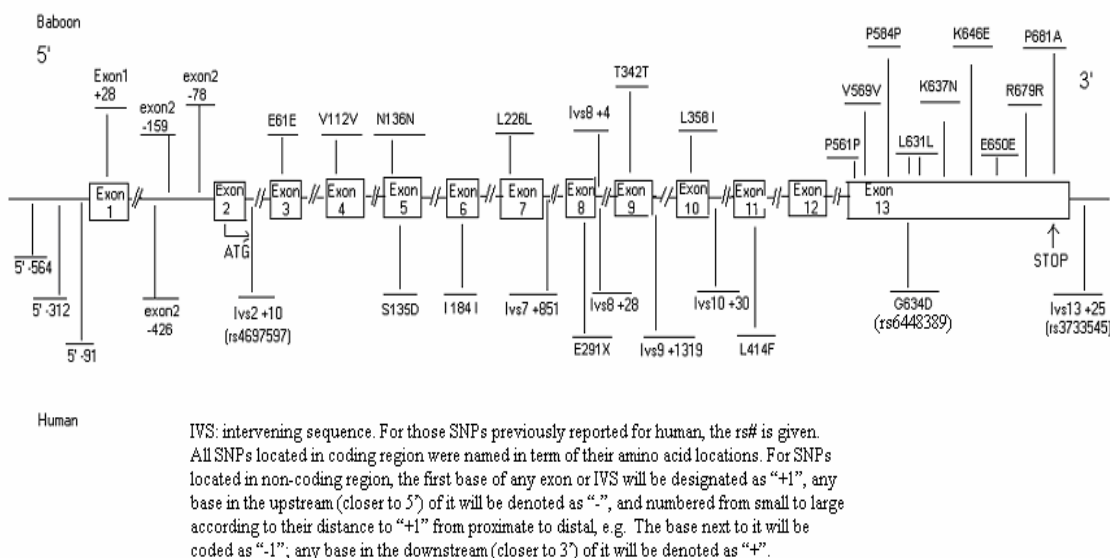 Baboon
5'
3'
Exon1
+28
exon2
-159
exon2
-78
E61E
V112V
N136N
L226L
Ivs8 +4
T342T
L358I
P561P
V569V
P584P
L631L
K637N
K646E
E650E
R679R
P681A
Exon
1
Exon
2
Exon
3
Exon
4
Exon
5
Exon
6
Exon
7
Exon
8
Exon
9
Exon
10
Exon
11
Exon
12
Exon
13
ATG
STOP
5' -564
5' -312
5' -91
exon2
-426
Ivs2 +10
(rs4697597)
S135D
I184I
Ivs7 +851
E291X
Ivs8 +28
Ivs9 +1319
Ivs10 +30
L414F
G634D
(rs6448389)
Ivs13 +25
(rs3733545)
Human
IVS: intervening sequence. For those SNPs previously reported for human, the rs# is given.
All SNPs located in coding region were named in term of their amino acid locations. For SNPs
located in non-coding region, the first base of any exon or IVS will be designated as “+1”, any
base in the upstream (closer to 5’) of it will be denoted as “-”, and numbered from small to large
according to their distance to “+1” from proximate to distal, e.g. The base next to it will be
coded as “-1”; any base in the downstream (closer to 3’) of it will be denoted as “+”.